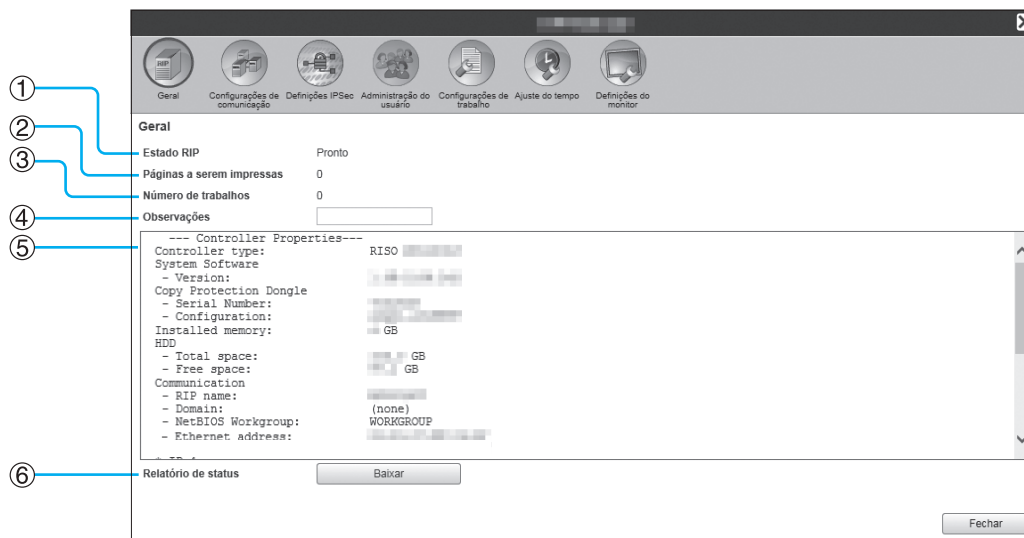 Geral
Configurações de comunicação
Definições IPSec
Administração do usuário
Configurações de trabalho
Ajuste do tempo
Definições do monitor
Geral
① Estado RIP Pronto
② Páginas a serem impressas 0
③ Número de trabalhos 0
④ Observações
⑤
--- Controller Properties---
Controller type: RISO
System Software
- Version:
Copy Protection Dongle
- Serial Number:
- Configuration:
Installed memory: GB
HDD
- Total space: GB
- Free space: GB
Communication
- RIP name:
- Domain: (none)
- NetBIOS Workgroup: WORKGROUP
- Ethernet address:
⑥ Relatório de status Baixar
Fechar